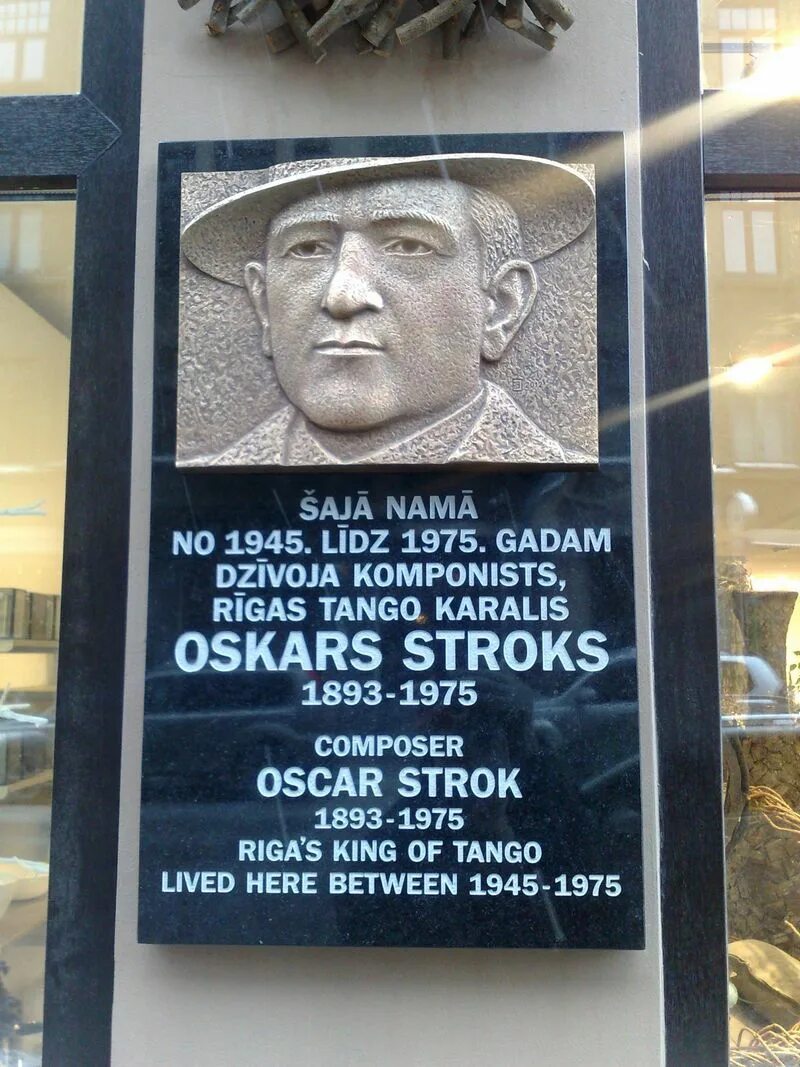 ŠAJĀ NAMĀ
NO 1945. LĪDZ 1975. GADAM
DZĪVOJA KOMPONISTS,
RĪGAS TANGO KARALIS
OSKARS STROKS
1893-1975
COMPOSER
OSCAR STROK
1893-1975
RIGA'S KING OF TANGO
LIVED HERE BETWEEN 1945-1975